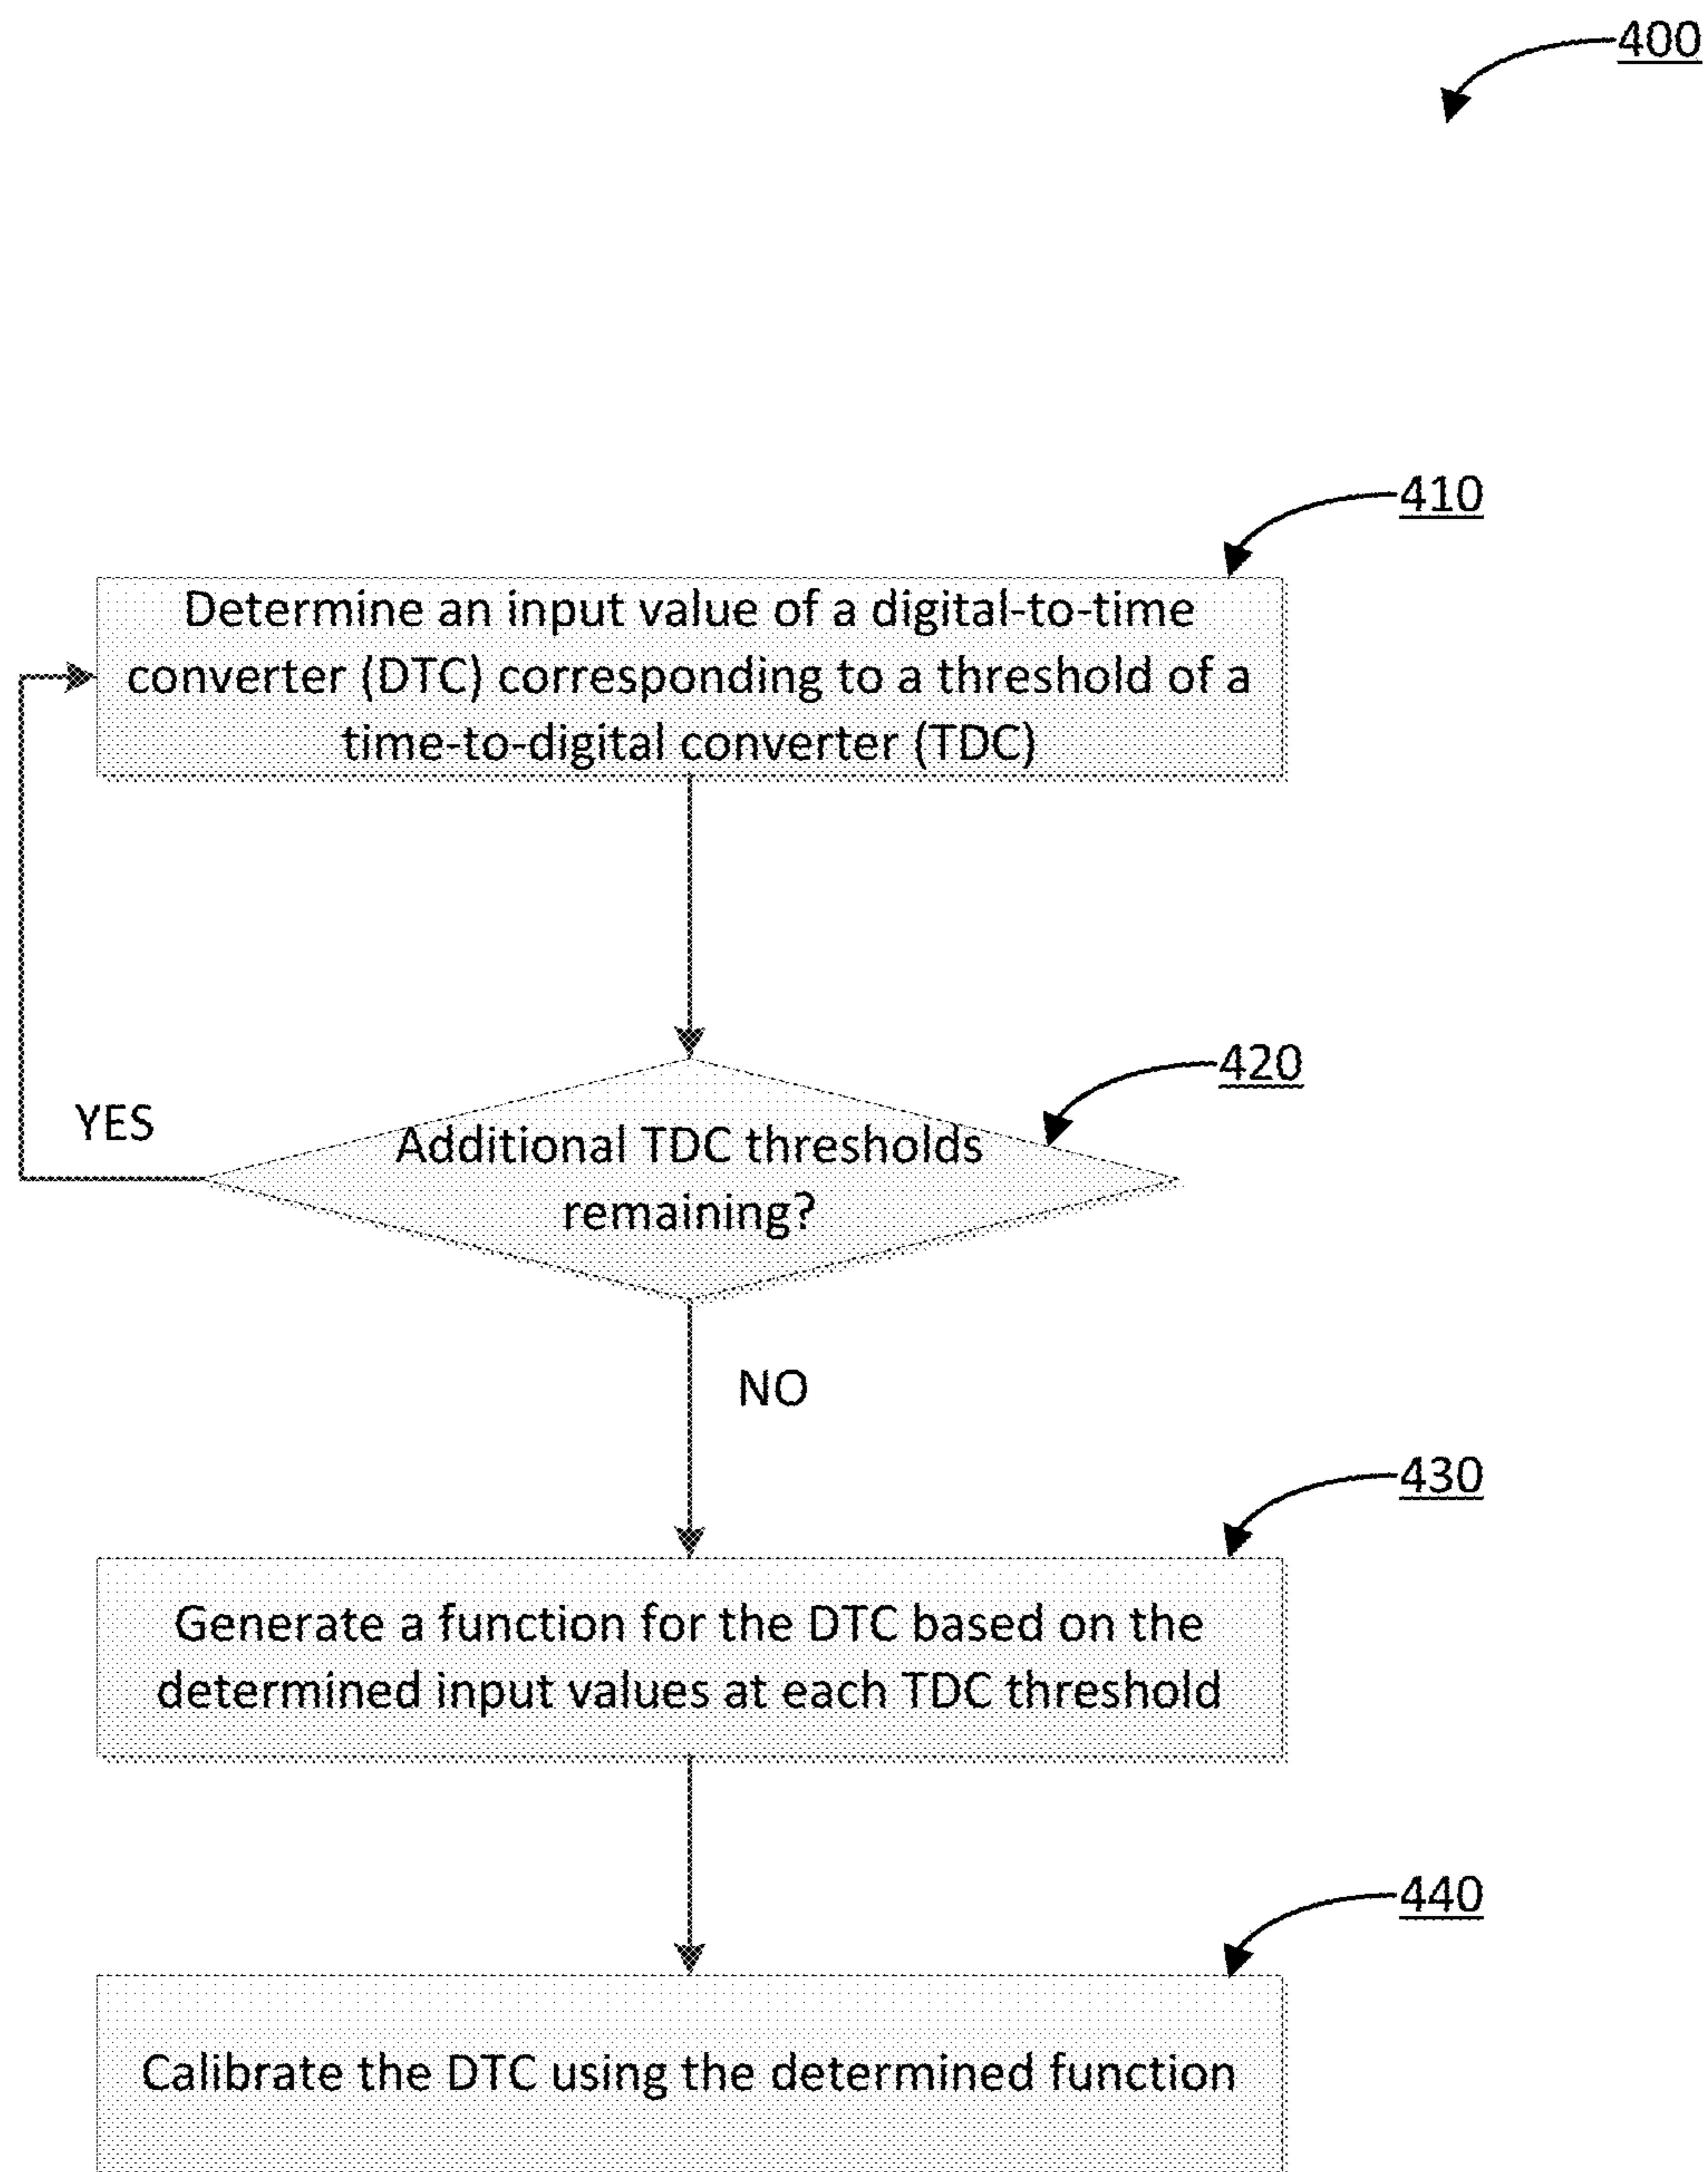 400
410
Determine an input value of a digital-to-time
converter (DTC) corresponding to a threshold of a
time-to-digital converter (TDC)
420
YES
Additional TDC thresholds
remaining?
NO
430
Generate a function for the DTC based on the
determined input values at each TDC threshold
440
Calibrate the DTC using the determined function